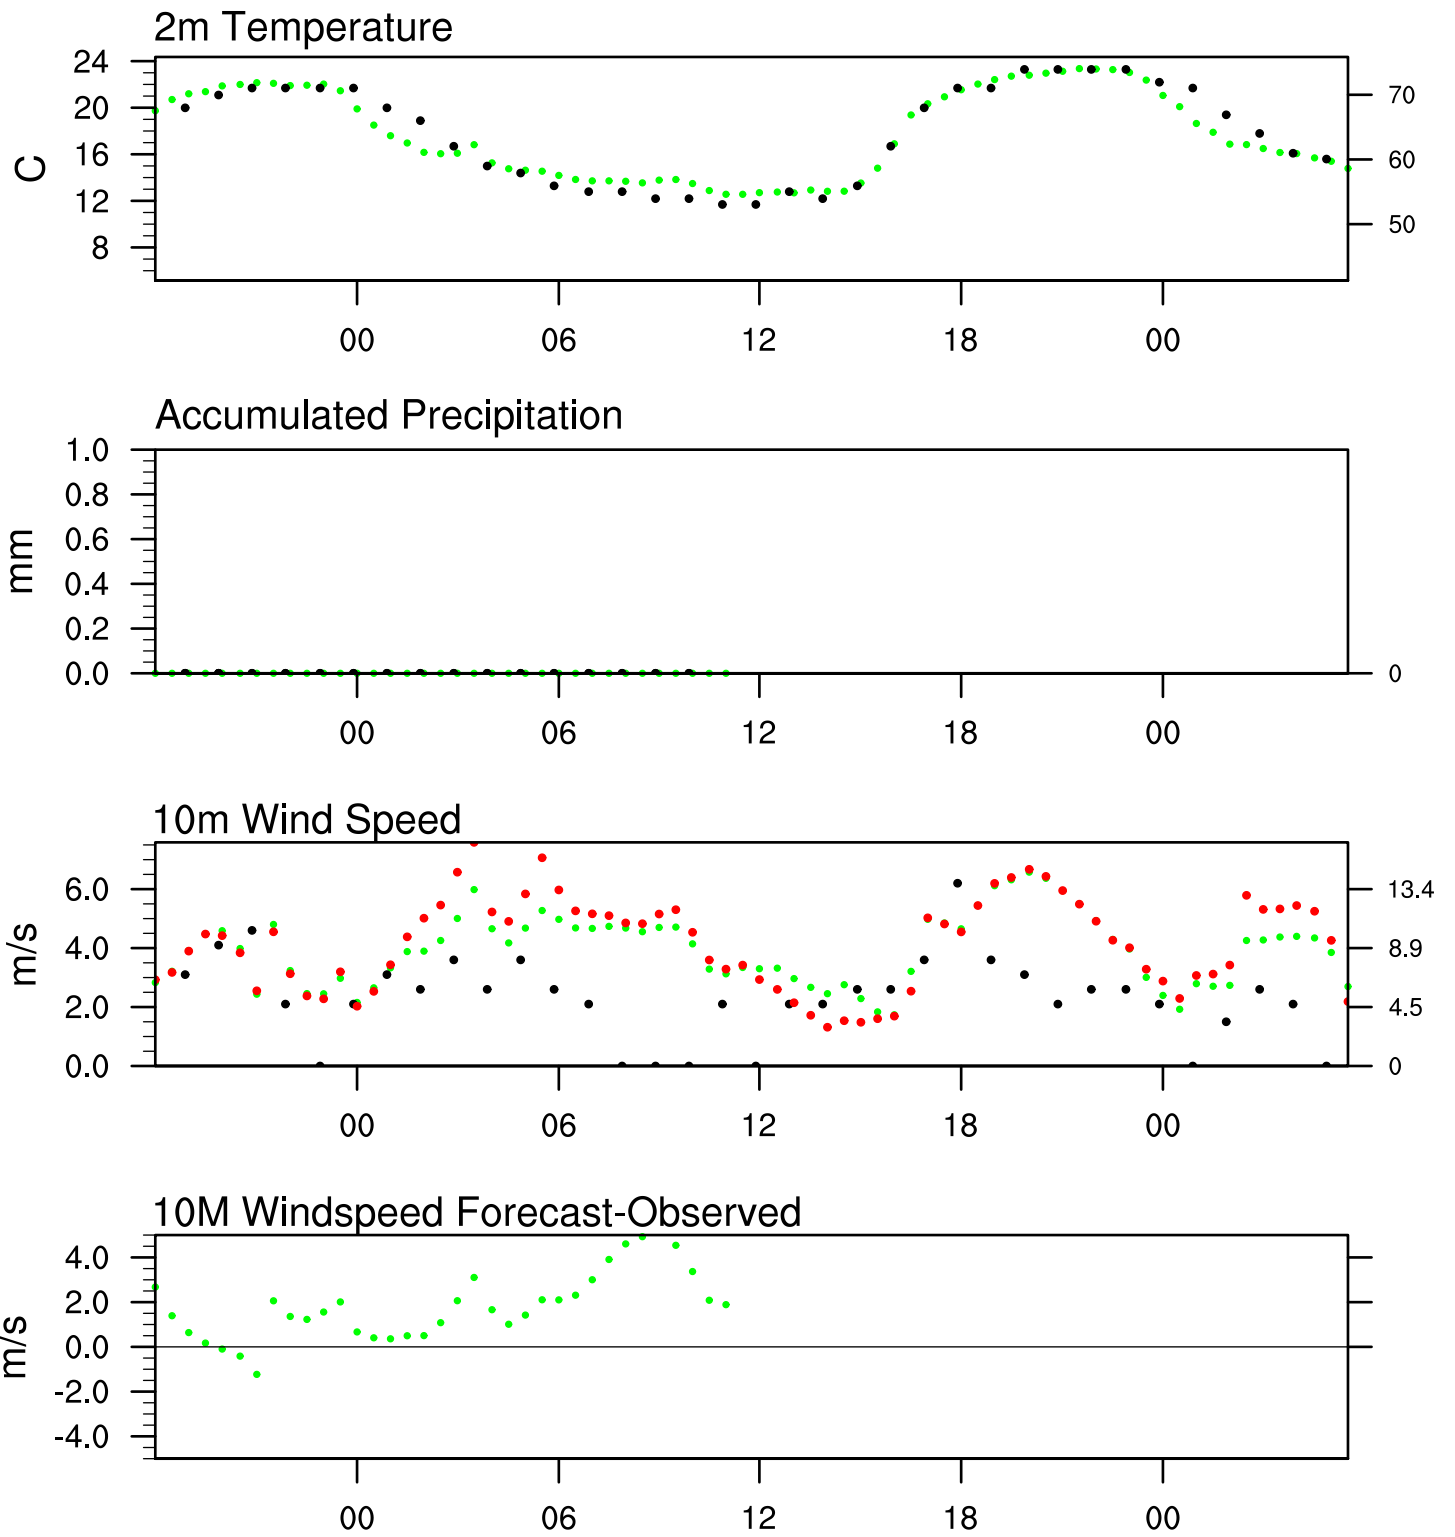 2m Temperature
24
20
16
12
8
C
70
60
50
00 06 12 18 00
Accumulated Precipitation
1.0
0.8
0.6
0.4
0.2
0.0
mm
0
00 06 12 18 00
10m Wind Speed
6.0
4.0
2.0
0.0
m/s
13.4
8.9
4.5
0
00 06 12 18 00
10M Windspeed Forecast-Observed
4.0
2.0
0.0
-2.0
-4.0
m/s
00 06 12 18 00